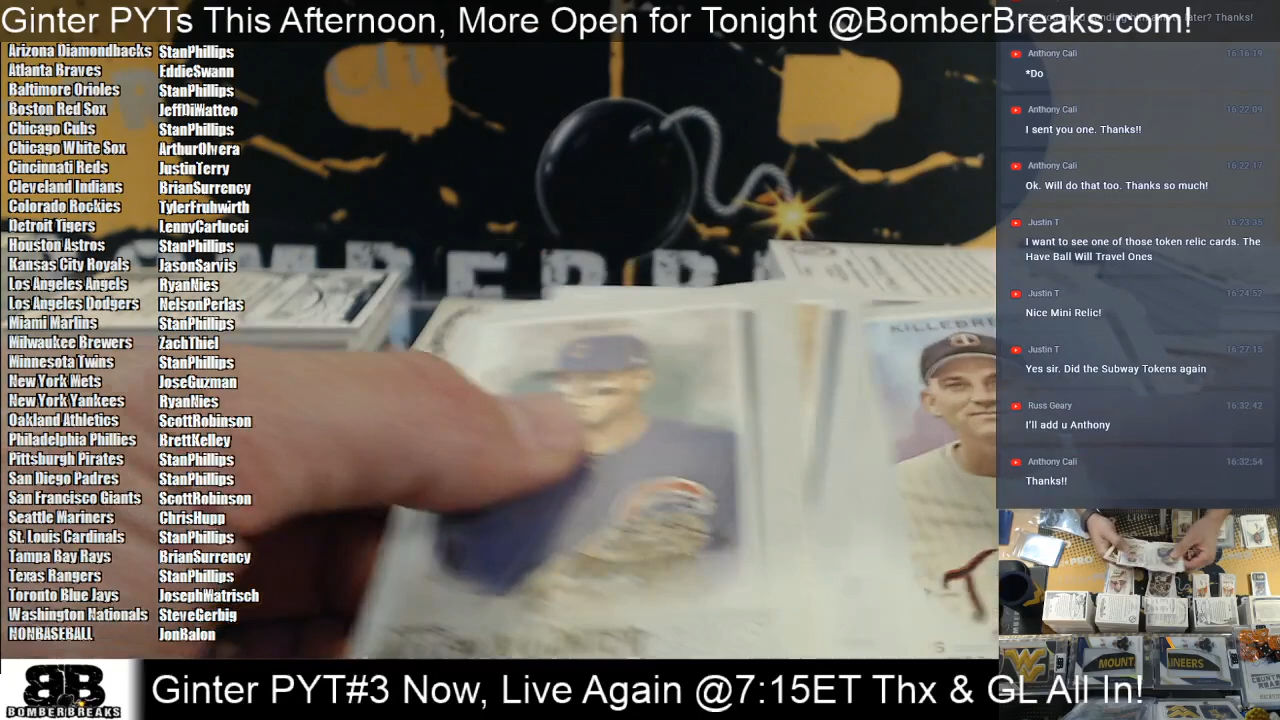 Ginter PYTs This Afternoon, More Open for Tonight @BomberBreaks.com!
Arizona Diamondbacks StanPhillips
Atlanta Braves EddieSwann
Baltimore Orioles StanPhillips
Boston Red Sox JeffDiMatteo
Chicago Cubs StanPhillips
Chicago White Sox ArthurOlvera
Cincinnati Reds JustinTerry
Cleveland Indians BrianSurrency
Colorado Rockies TylerFruhwirth
Detroit Tigers LennyCarlucci
Houston Astros StanPhillips
Kansas City Royals JasonSarvis
Los Angeles Angels RyanNies
Los Angeles Dodgers NelsonPerlas
Miami Marlins StanPhillips
Milwaukee Brewers ZachThiel
Minnesota Twins StanPhillips
New York Mets JoseGuzman
New York Yankees RyanNies
Oakland Athletics ScottRobinson
Philadelphia Phillies BrettKelley
Pittsburgh Pirates StanPhillips
San Diego Padres StanPhillips
San Francisco Giants ScottRobinson
Seattle Mariners ChrisHupp
St. Louis Cardinals StanPhillips
Tampa Bay Rays BrianSurrency
Texas Rangers StanPhillips
Toronto Blue Jays JosephMatrisch
Washington Nationals SteveGerbig
NONBASEBALL JonBalon
KILLEBR
later? Thanks!
Anthony Cali 16:16:19
*Do
Anthony Cali 16:22:09
I sent you one. Thanks!!
Anthony Cali 16:22:17
Ok. Will do that too. Thanks so much!
Justin T 16:23:35
I want to see one of those token relic cards. The
Have Ball Will Travel Ones
Justin T 16:24:52
Nice Mini Relic!
Justin T 16:27:15
Yes sir. Did the Subway Tokens again
Russ Geary 16:32:42
I'll add u Anthony
Anthony Cali 16:32:54
Thanks!!
MOUNT
AINEERS
BB
BOMBERBREAKS
Ginter PYT#3 Now, Live Again @7:15ET Thx & GL All In!